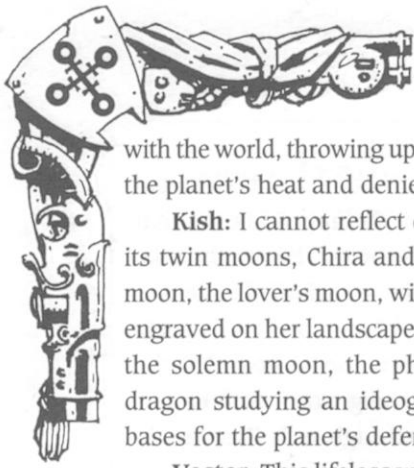 with the world, throwing up
the planet's heat and denie
Kish: I cannot reflect
its twin moons, Chira and
moon, the lover's moon, wi
engraved on her landscape
the solemn moon, the ph
dragon studying an ideog
bases for the planet's defer